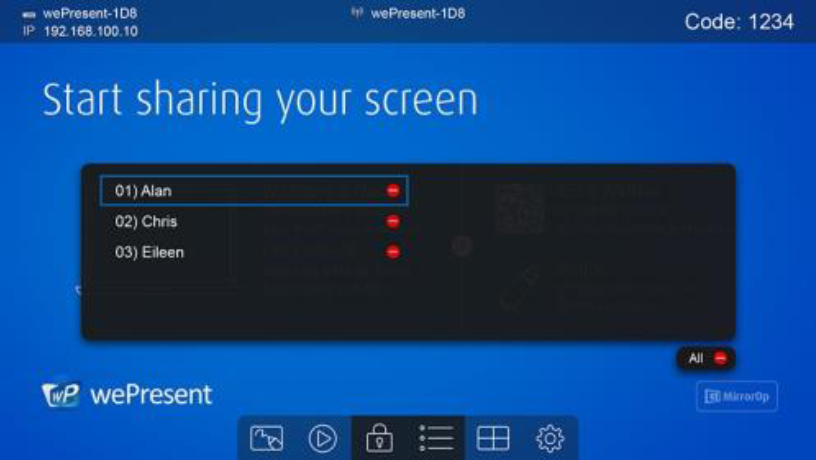 wePresent-1D8
IP 192.168.100.10
wePresent-1D8
Code: 1234
Start sharing your screen
01) Alan
02) Chris
03) Eileen
All
wP wePresent
MirrorOp